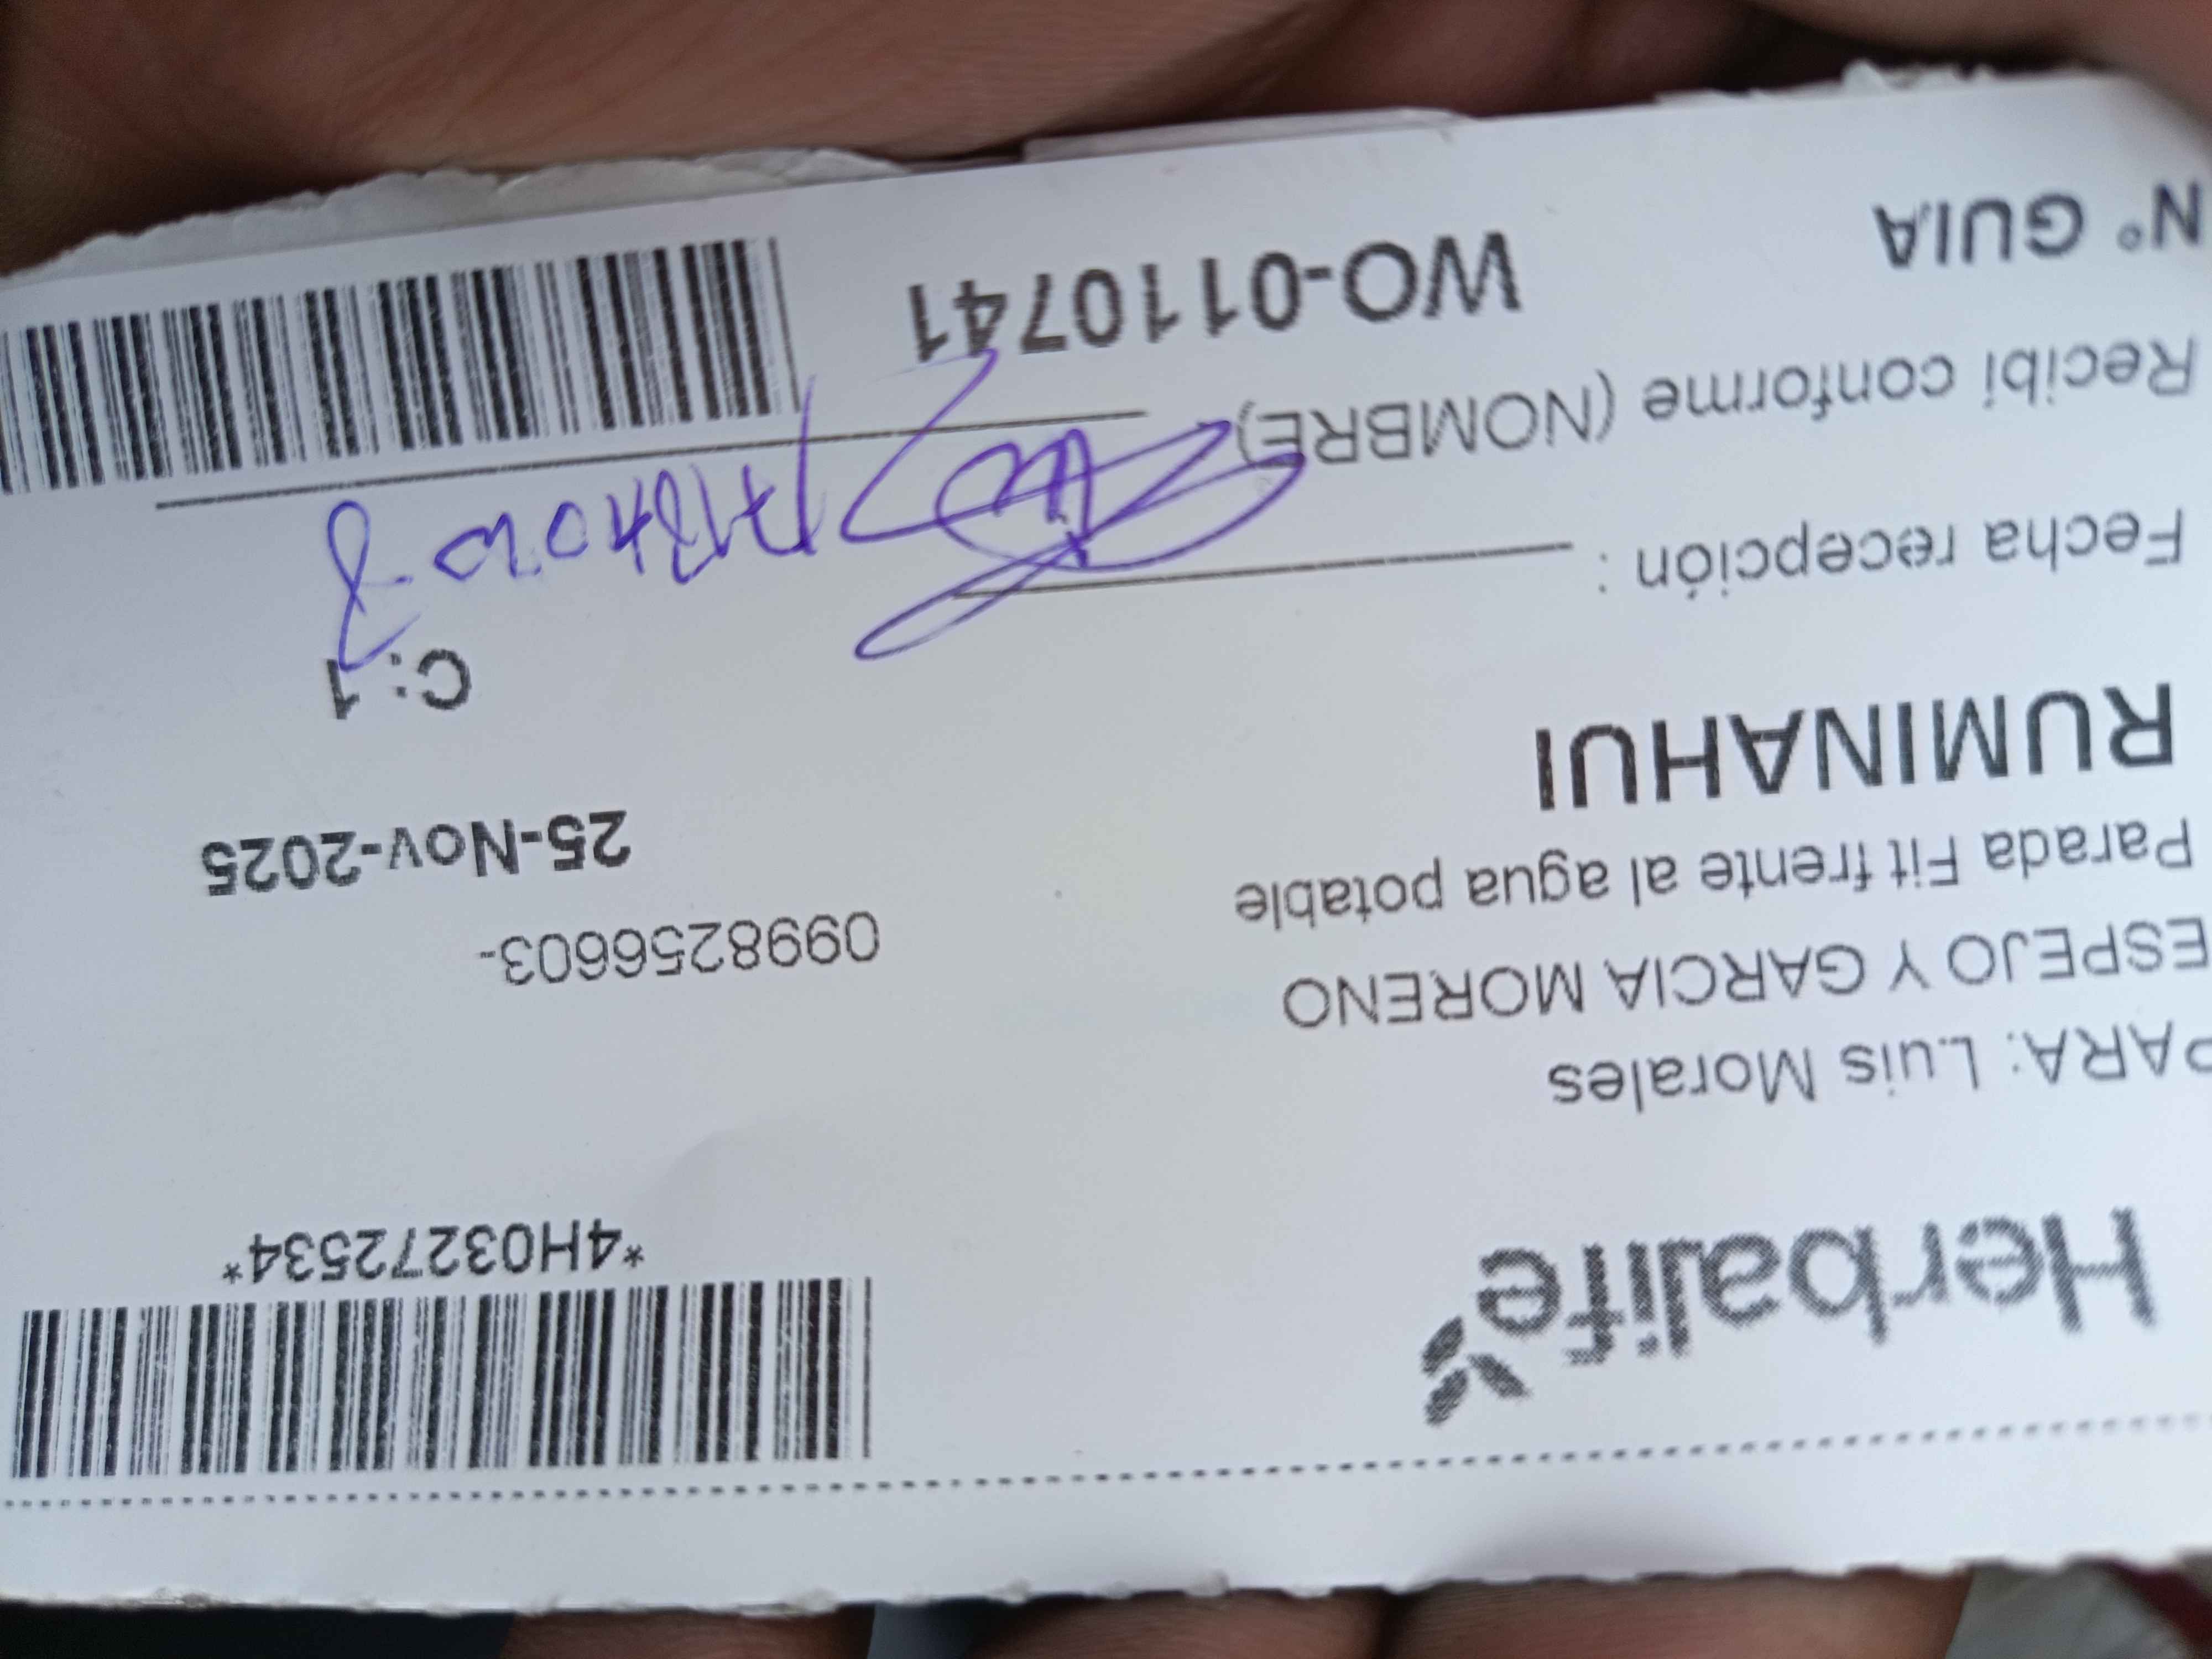 Herbalife
*4H03272534*
PARA: Luis Morales
ESPEJO Y GARCIA MORENO
0998256603-
Parada Fit frente al agua potable
25-Nov-2025
RUMINAHUI
C: 1
Fecha recepción :
Recibi conforme (NOMBRE)
N° GUIA
WO-0110741